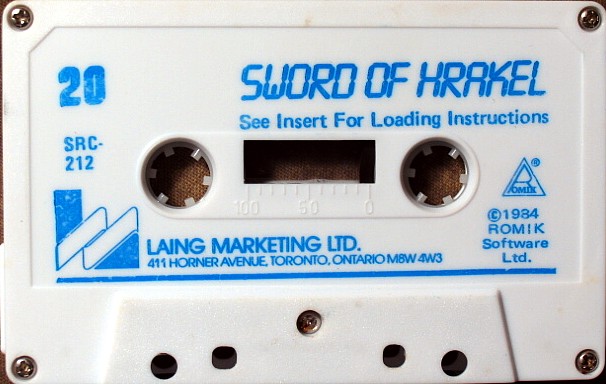 20
SWORD OF HRAKEL
See Insert For Loading Instructions
SRC-
212
100 50 0
ROMIK
®
©1984
ROMIK
Software
Ltd.
LAING MARKETING LTD.
411 HORNER AVENUE, TORONTO, ONTARIO M8W 4W3